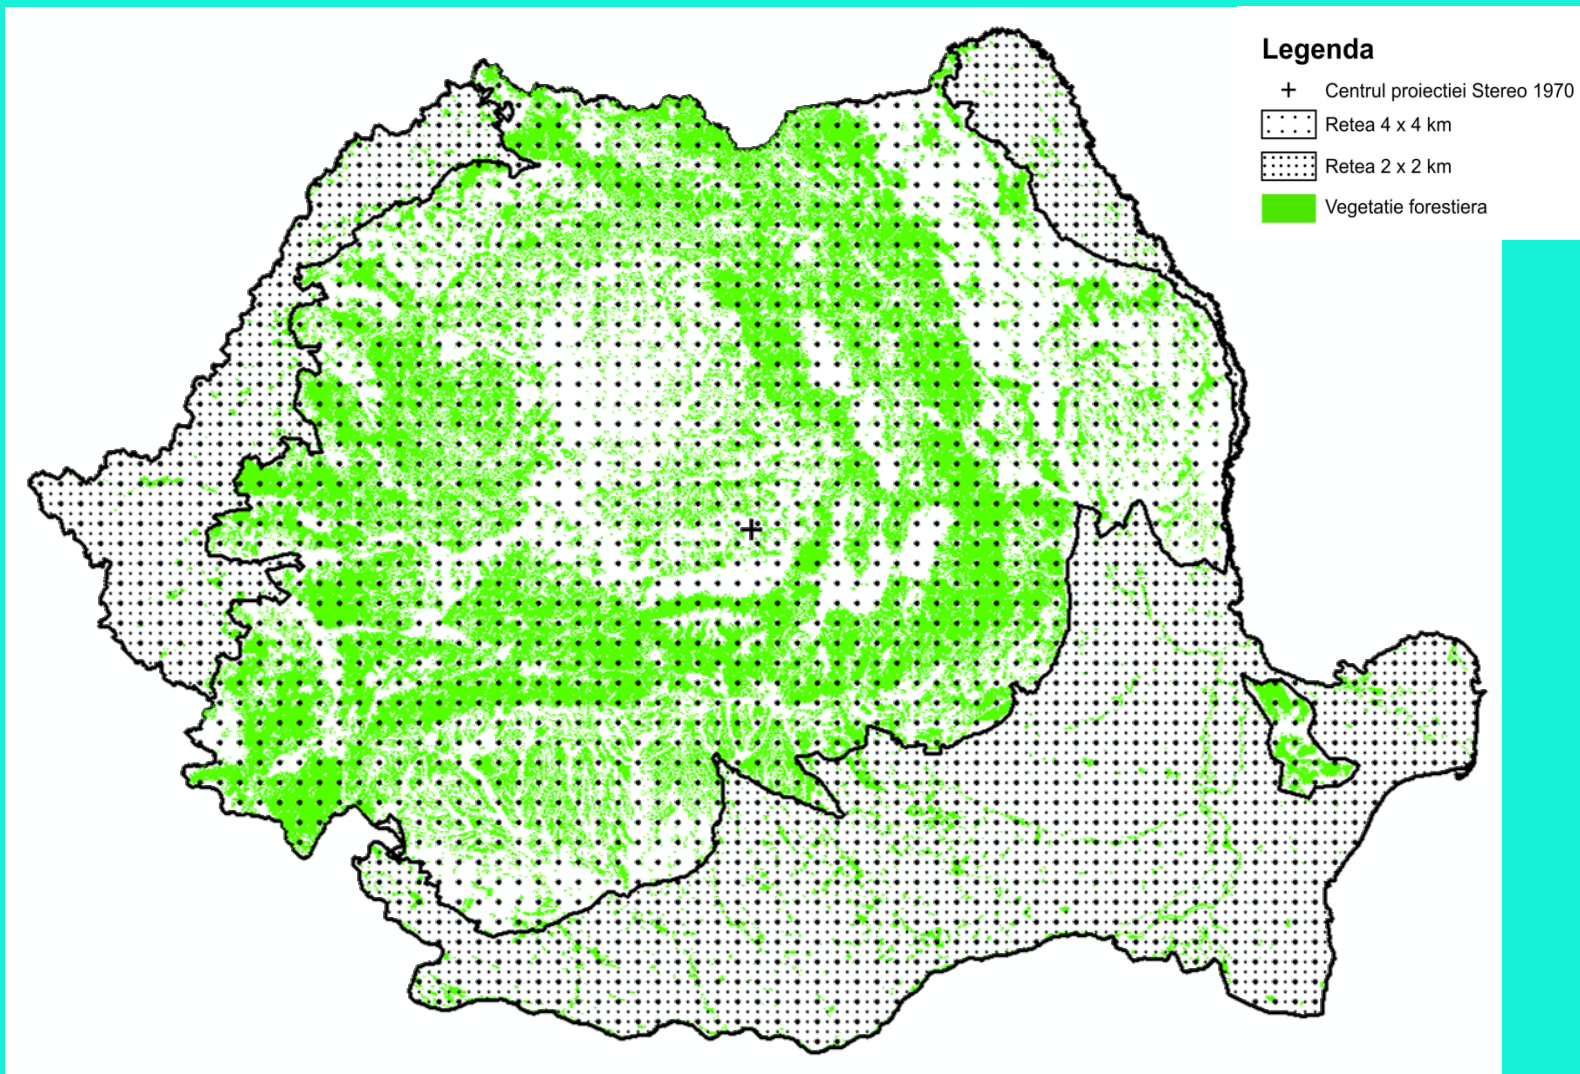 Legenda
Centrul proiectiei Stereo 1970
Retea 4 x 4 km
Retea 2 x 2 km
Vegetatie forestiera